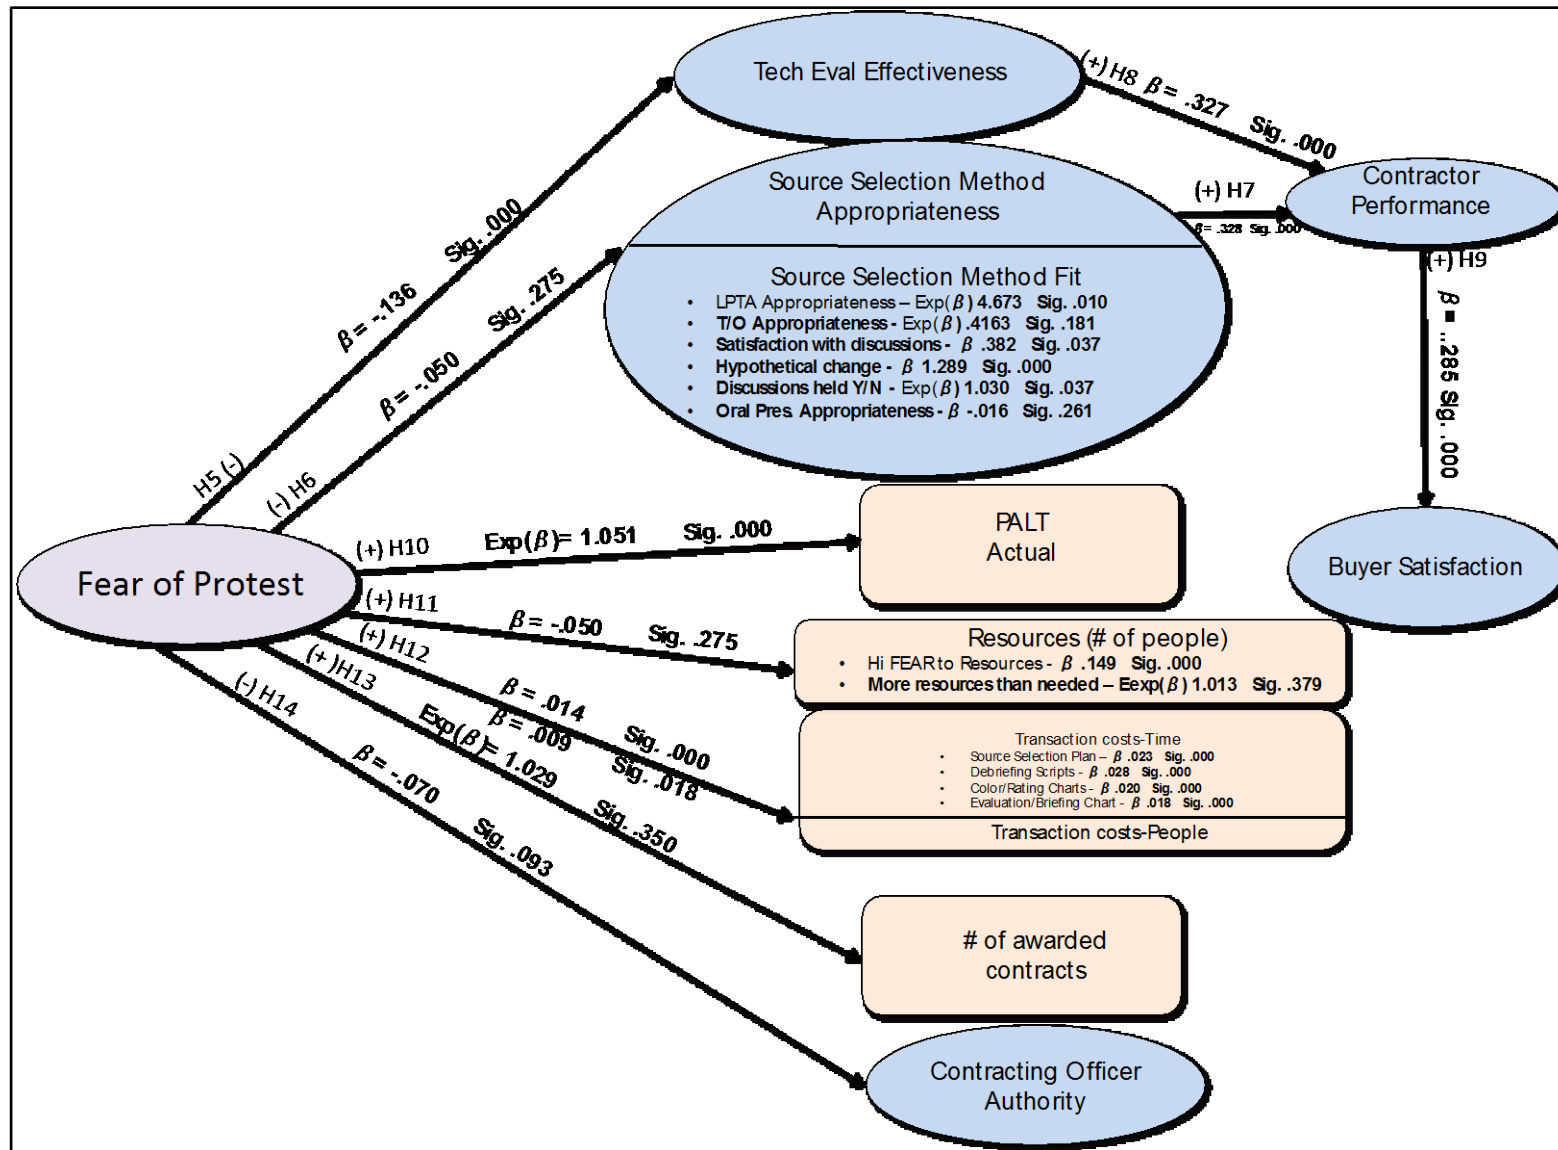 Tech Eval Effectiveness
(+) H8 β = .327 Sig. .000
Source Selection Method
Appropriateness
(+) H7
β = .328 Sig. .000
Contractor
Performance
Source Selection Method Fit
• LPTA Appropriateness – Exp(β) 4.673 Sig. .010
• T/O Appropriateness - Exp(β) .4163 Sig. .181
• Satisfaction with discussions - β .382 Sig. .037
• Hypothetical change - β 1.289 Sig. .000
• Discussions held Y/N - Exp(β) 1.030 Sig. .037
• Oral Pres. Appropriateness - β -.016 Sig. .261
(+) H9
β = ..285 Sig. .000
Buyer Satisfaction
H5 (-) β = -.136 Sig. .000
(-) H6 β = -.050 Sig. .275
Fear of Protest
(+) H10 Exp(β)= 1.051 Sig. .000
PALT
Actual
(+) H11 β = -.050 Sig. .275
Resources (# of people)
• Hi FEAR to Resources - β .149 Sig. .000
• More resources than needed – Eexp(β) 1.013 Sig. .379
(+) H12 β = .014 Sig. .000
β = .009 Sig. .018
Transaction costs-Time
• Source Selection Plan – β .023 Sig. .000
• Debriefing Scripts - β .028 Sig. .000
• Color/Rating Charts - β .020 Sig. .000
• Evaluation/Briefing Chart - β .018 Sig. .000
Transaction costs-People
(+ )H13 Exp(β)= 1.029 Sig. .350
# of awarded
contracts
(-) H14 β = -.070 Sig. .093
Contracting Officer
Authority